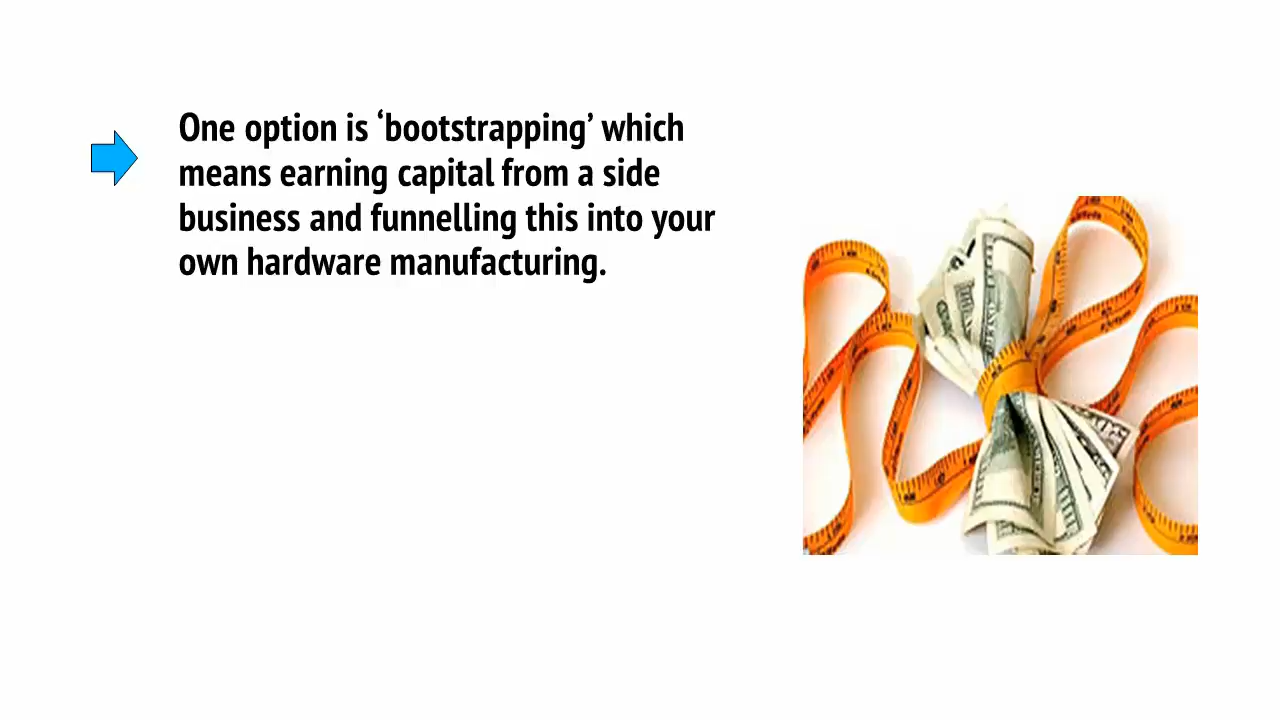 One option is ‘bootstrapping’ which
means earning capital from a side
business and funnelling this into your
own hardware manufacturing.